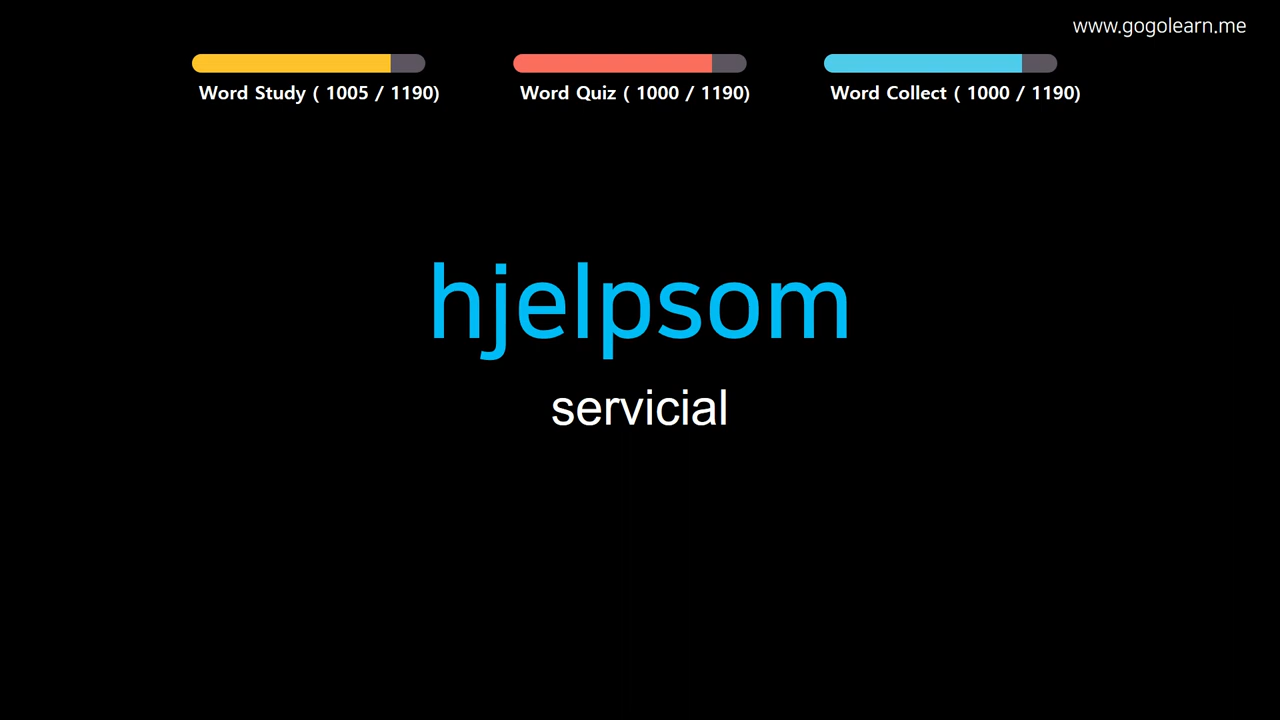 www.gogolearn.me
Word Study ( 1005 / 1190)
Word Quiz ( 1000 / 1190)
Word Collect ( 1000 / 1190)
hjelpsom
servicial